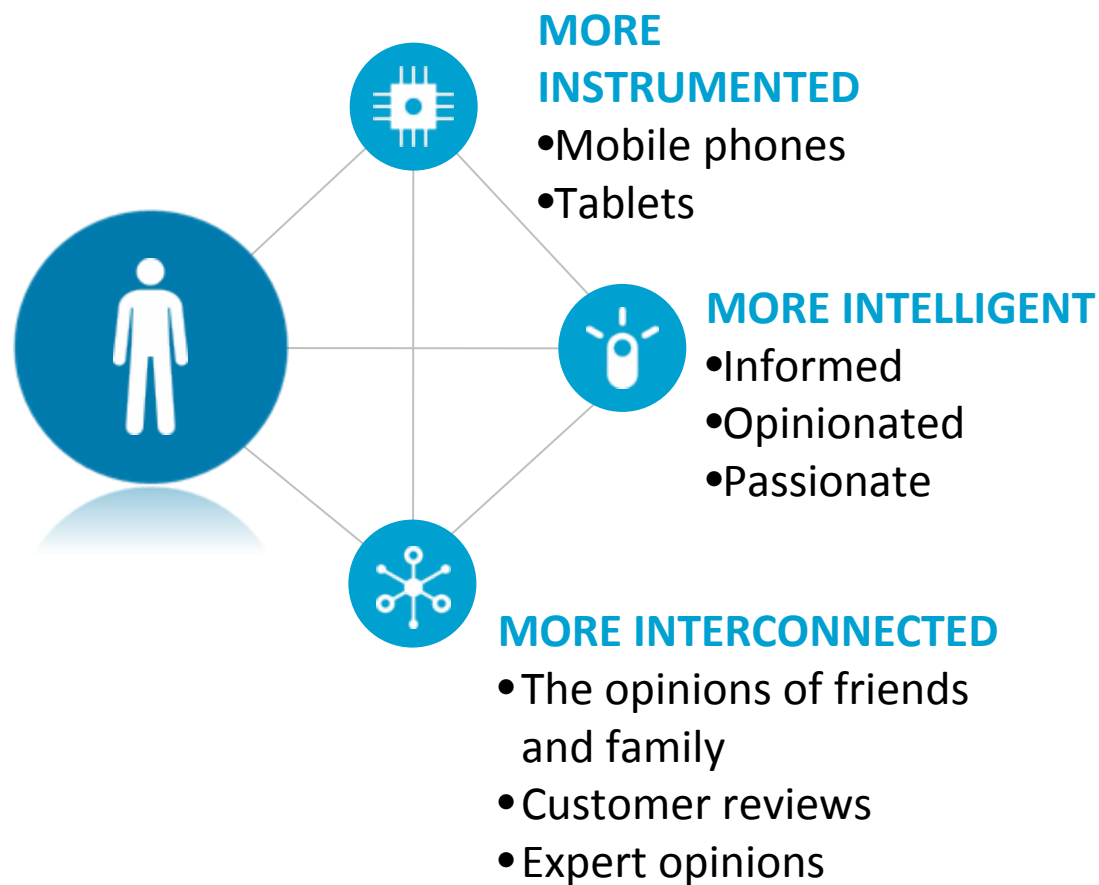 MORE
INSTRUMENTED
•Mobile phones
•Tablets
MORE INTELLIGENT
•Informed
•Opinionated
•Passionate
MORE INTERCONNECTED
•The opinions of friends
and family
•Customer reviews
•Expert opinions